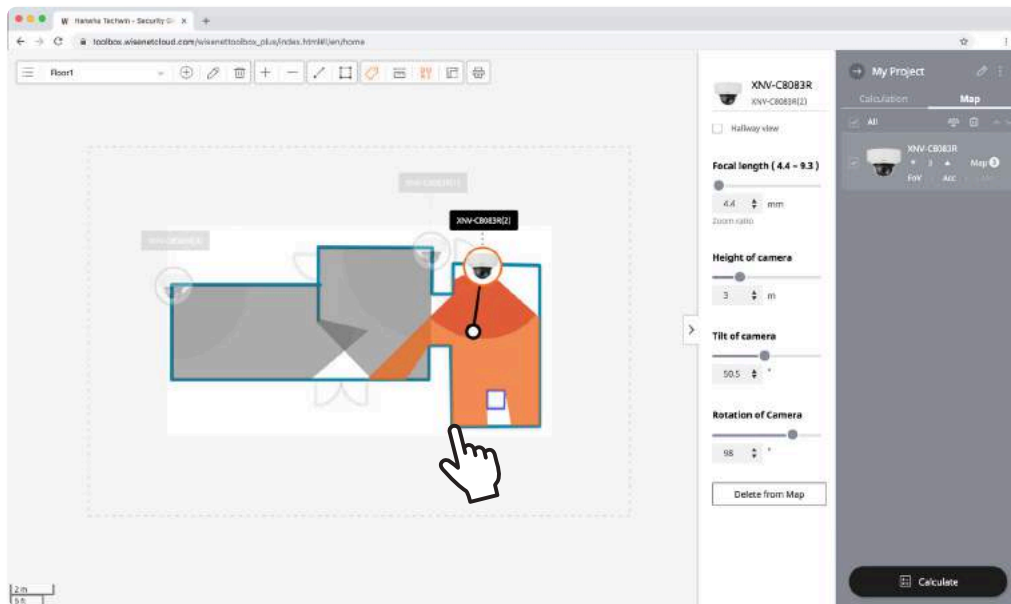 W Hanwha Techwin - Security G × +
toolbox.wisenetcloud.com/wisenettoolbox_plus/index.html#/en/home
Floor1
XNV-C8083R
XNV-C8083R(2)
Hallway view
Focal length ( 4.4 ~ 9.3 )
4.4 mm
Zoom ratio
Height of camera
3 m
Tilt of camera
50.5 °
Rotation of Camera
98 °
Delete from Map
My Project
Calculation Map
All
XNV-C8083R
3 Map 3
FoV Acc
Calculate
XNV-C8083R(2)
2 m
5 ft